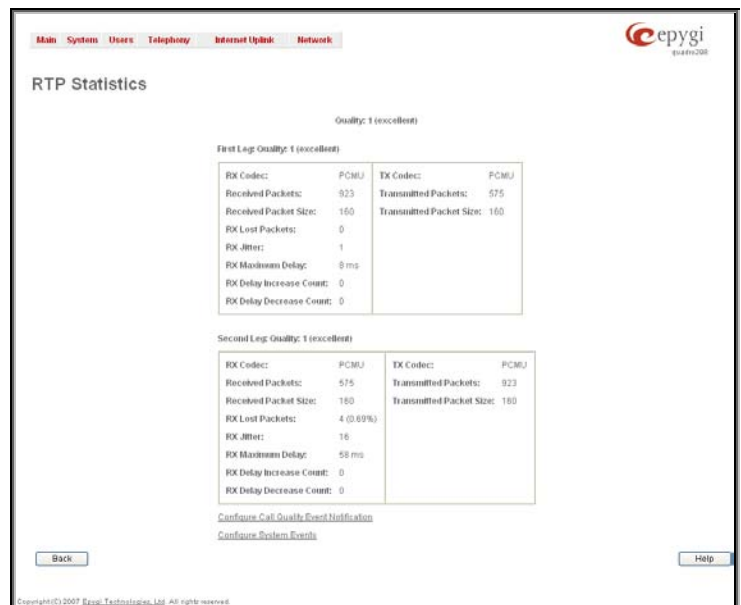 Main System Users Telephony Internet Uplink Network
epygi
quadro2x8
RTP Statistics
Quality: 1 (excellent)
First Leg: Quality: 1 (excellent)
RX Codec: PCMU TX Codec: PCMU
Received Packets: 923 Transmitted Packets: 575
Received Packet Size: 160 Transmitted Packet Size: 160
RX Lost Packets: 0
RX Jitter: 1
RX Maximum Delay: 8 ms
RX Delay Increase Count: 0
RX Delay Decrease Count: 0
Second Leg: Quality: 1 (excellent)
RX Codec: PCMU TX Codec: PCMU
Received Packets: 575 Transmitted Packets: 923
Received Packet Size: 160 Transmitted Packet Size: 160
RX Lost Packets: 4 (0.69%)
RX Jitter: 16
RX Maximum Delay: 58 ms
RX Delay Increase Count: 0
RX Delay Decrease Count: 0
Configure Call Quality Event Notification
Configure System Events
Back Help
Copyright (C) 2007 Epygi Technologies, Ltd. All rights reserved.